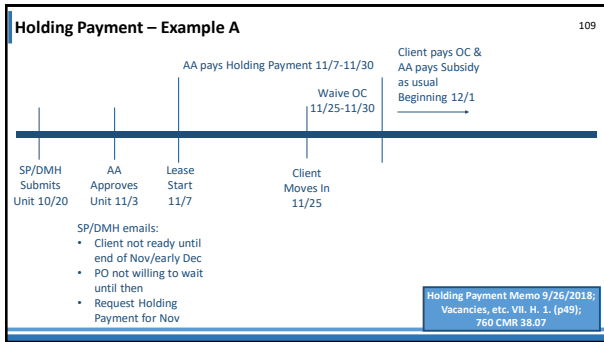 Holding Payment – Example A
109
AA pays Holding Payment 11/7-11/30
Client pays OC &
AA pays Subsidy
as usual
Beginning 12/1
Waive OC
11/25-11/30
SP/DMH
Submits
Unit 10/20
AA
Approves
Unit 11/3
Lease
Start
11/7
Client
Moves In
11/25
SP/DMH emails:
• Client not ready until
end of Nov/early Dec
• PO not willing to wait
until then
• Request Holding
Payment for Nov
Holding Payment Memo 9/26/2018;
Vacancies, etc. VII. H. 1. (p49);
760 CMR 38.07